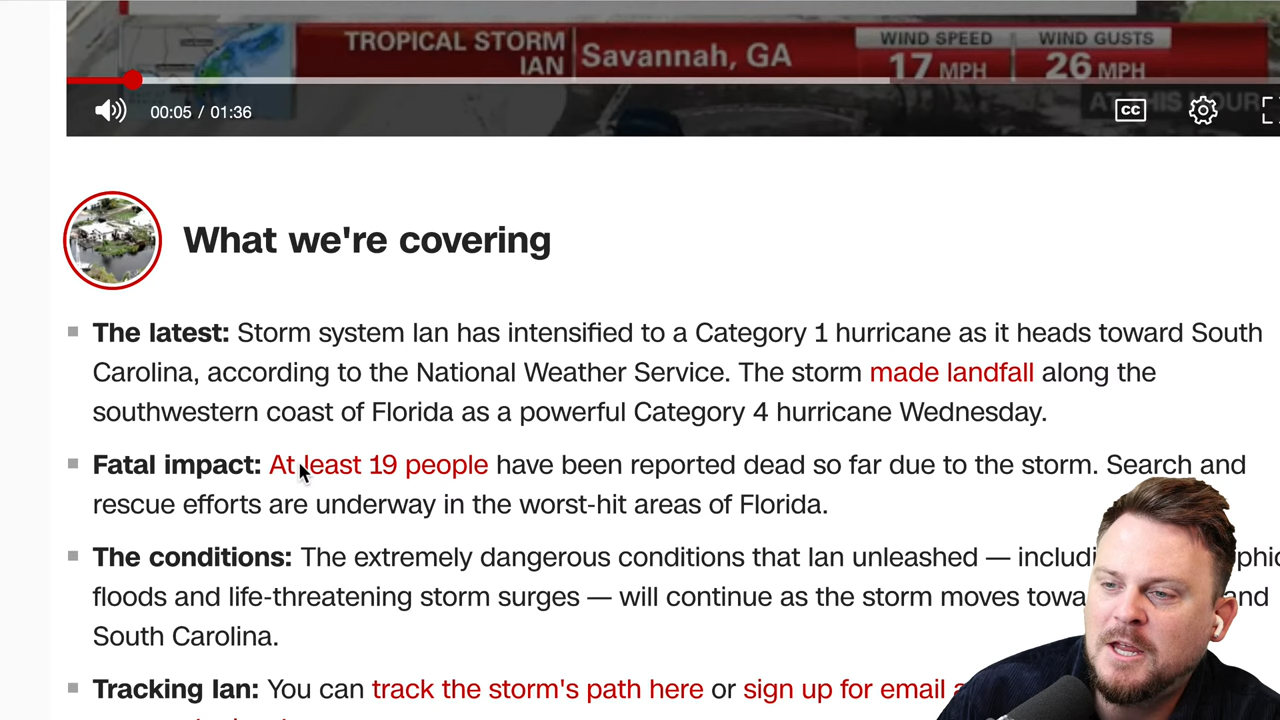 TROPICAL STORM
IAN
Savannah, GA
WIND SPEED
17 MPH
WIND GUSTS
26 MPH
AT THIS HOUR
00:05 / 01:36
CC
What we're covering
The latest: Storm system Ian has intensified to a Category 1 hurricane as it heads toward South
Carolina, according to the National Weather Service. The storm made landfall along the
southwestern coast of Florida as a powerful Category 4 hurricane Wednesday.
Fatal impact: At least 19 people have been reported dead so far due to the storm. Search and
rescue efforts are underway in the worst-hit areas of Florida.
The conditions: The extremely dangerous conditions that Ian unleashed —
floods and life-threatening storm surges — will continue as the storm moves and
South Carolina.
Tracking Ian: You can track the storm's path here or sign up for email